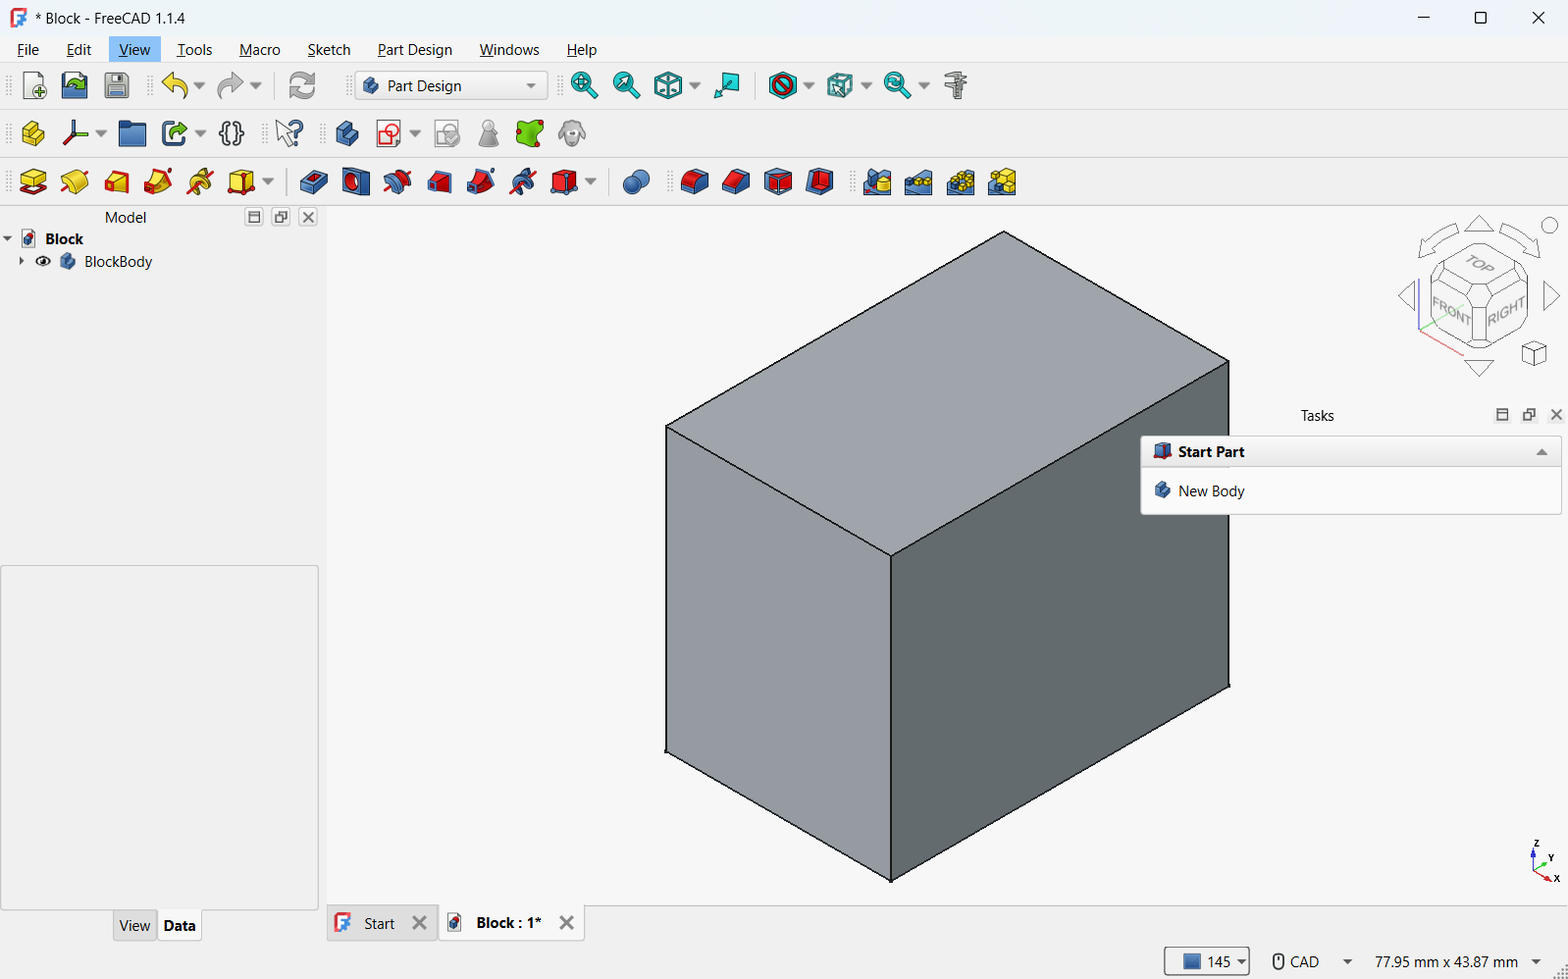 * Block - FreeCAD 1.1.4
File Edit View Tools Macro Sketch Part Design Windows Help
Part Design
Model
Block
BlockBody
TOP
FRONT
RIGHT
Tasks
Start Part
New Body
Z
Y
X
View Data
Start Block : 1*
145 CAD 77.95 mm x 43.87 mm